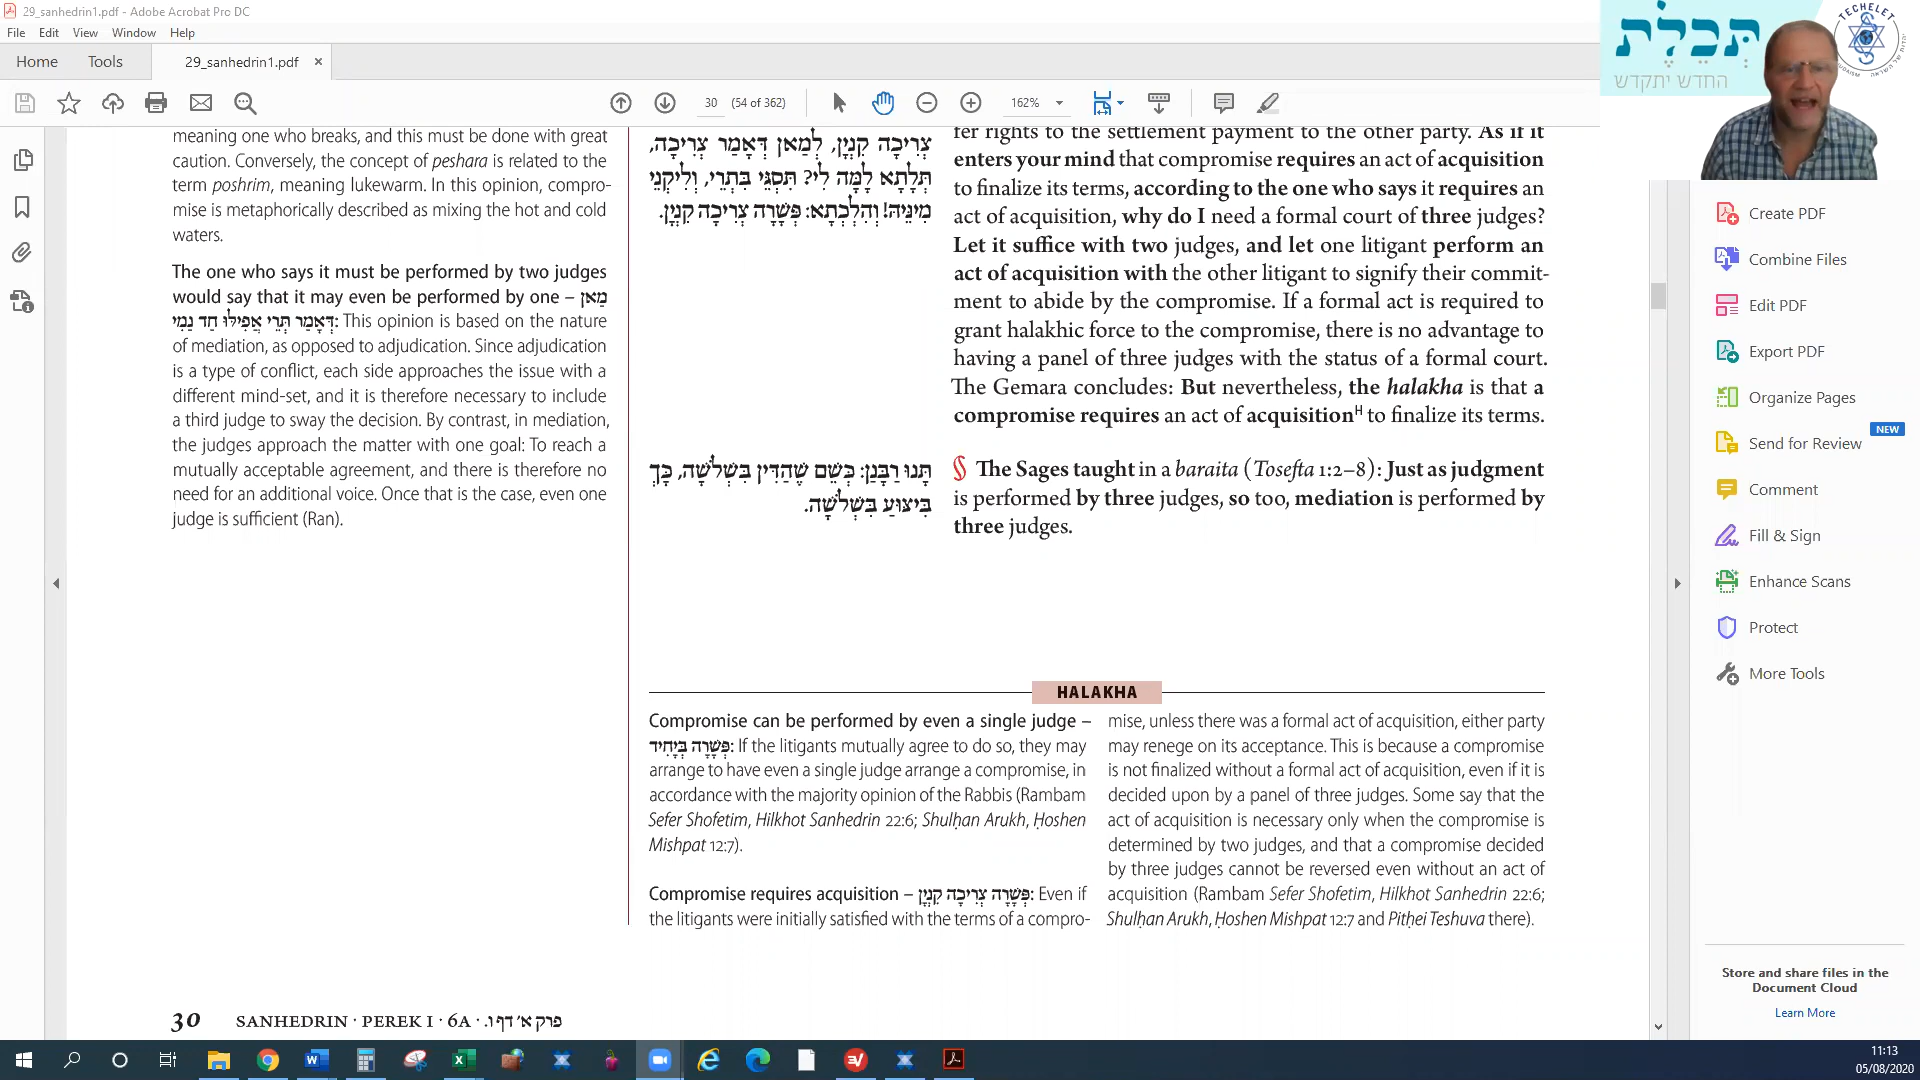 29_sanhedrin1.pdf - Adobe Acrobat Pro DC
File Edit View Window Help
Home Tools 29_sanhedrin1.pdf ×
30 (54 of 362) 162%
תְּכֵלֶת
החדש יתקדש
TECHELET
meaning one who breaks, and this must be done with great
caution. Conversely, the concept of peshara is related to the
term poshrim, meaning lukewarm. In this opinion, compro-
mise is metaphorically described as mixing the hot and cold
waters.
The one who says it must be performed by two judges
would say that it may even be performed by one – מַאן
דְּאָמַר תְּרֵי אֲפִילּוּ חַד נַמִי: This opinion is based on the nature
of mediation, as opposed to adjudication. Since adjudication
is a type of conflict, each side approaches the issue with a
different mind-set, and it is therefore necessary to include
a third judge to sway the decision. By contrast, in mediation,
the judges approach the matter with one goal: To reach a
mutually acceptable agreement, and there is therefore no
need for an additional voice. Once that is the case, even one
judge is sufficient (Ran).
צְרִיכָה קִנְיָן, לְמַאן דְּאָמַר צְרִיכָה,
תְּלָתָא לָמָּה לִי? תִּסְגֵּי בִּתְרֵי, וְלִיקְנֵי
מִינֵּיהּ! וְהִלְכְתָא: פְּשָׁרָה צְרִיכָה קִנְיָן.
fer rights to the settlement payment to the other party. As if it
enters your mind that compromise requires an act of acquisition
to finalize its terms, according to the one who says it requires an
act of acquisition, why do I need a formal court of three judges?
Let it suffice with two judges, and let one litigant perform an
act of acquisition with the other litigant to signify their commit-
ment to abide by the compromise. If a formal act is required to
grant halakhic force to the compromise, there is no advantage to
having a panel of three judges with the status of a formal court.
The Gemara concludes: But nevertheless, the halakha is that a
compromise requires an act of acquisitionᴴ to finalize its terms.
תָּנוּ רַבָּנַן: כְּשֵׁם שֶׁהַדִּין בִּשְׁלֹשָׁה, כָּךְ
בִּיצּוּעַ בִּשְׁלֹשָׁה.
§ The Sages taught in a baraita (Tosefta 1:2–8): Just as judgment
is performed by three judges, so too, mediation is performed by
three judges.
HALAKHA
Compromise can be performed by even a single judge –
פְּשָׁרָה בְּיָחִיד: If the litigants mutually agree to do so, they may
arrange to have even a single judge arrange a compromise, in
accordance with the majority opinion of the Rabbis (Rambam
Sefer Shofetim, Hilkhot Sanhedrin 22:6; Shulḥan Arukh, Ḥoshen
Mishpat 12:7).
Compromise requires acquisition – פְּשָׁרָה צְרִיכָה קִנְיָן: Even if
the litigants were initially satisfied with the terms of a compro-
mise, unless there was a formal act of acquisition, either party
may renege on its acceptance. This is because a compromise
is not finalized without a formal act of acquisition, even if it is
decided upon by a panel of three judges. Some say that the
act of acquisition is necessary only when the compromise is
determined by two judges, and that a compromise decided
by three judges cannot be reversed even without an act of
acquisition (Rambam Sefer Shofetim, Hilkhot Sanhedrin 22:6;
Shulḥan Arukh, Ḥoshen Mishpat 12:7 and Pitḥei Teshuva there).
30 SANHEDRIN · PEREK I · 6A · פרק א׳ דף ו.
Create PDF
Combine Files
Edit PDF
Export PDF
Organize Pages
NEW
Send for Review
Comment
Fill & Sign
Enhance Scans
Protect
More Tools
Store and share files in the
Document Cloud
Learn More
11:13
05/08/2020